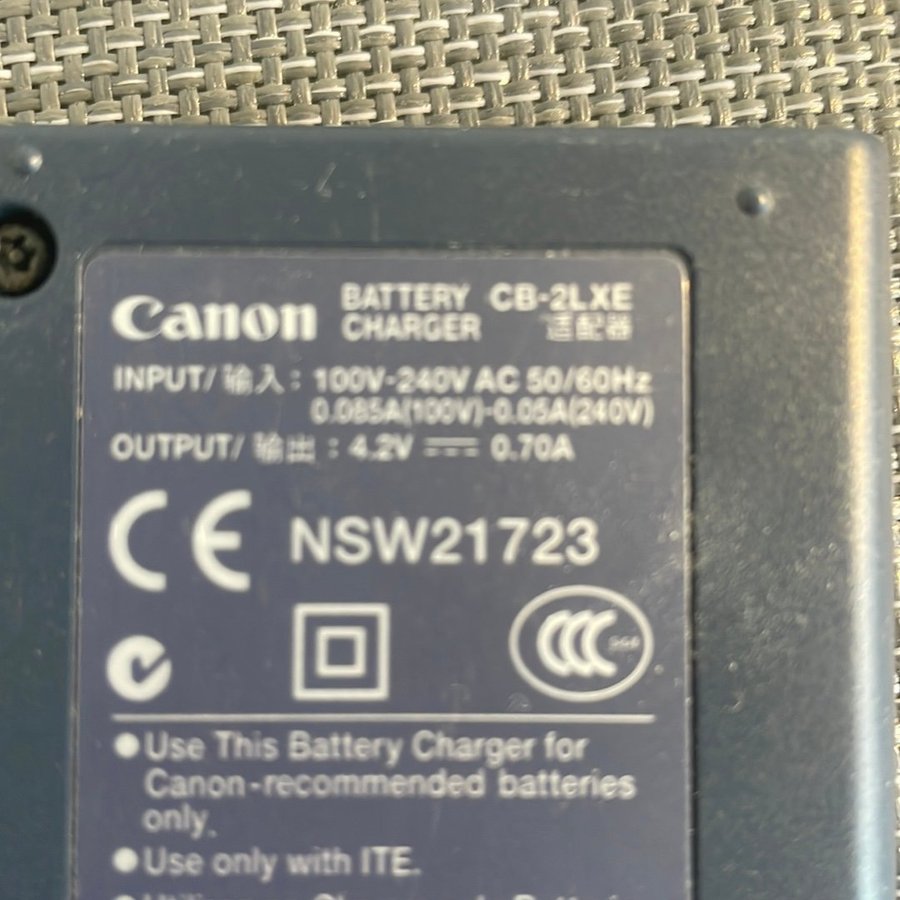 Canon BATTERY CHARGER CB-2LXE
适配器
INPUT/输入: 100V-240V AC 50/60Hz
0.085A(100V)-0.05A(240V)
OUTPUT/输出: 4.2V ⎓ 0.70A
CE NSW21723
CCC
●Use This Battery Charger for
Canon-recommended batteries
only.
●Use only with ITE.